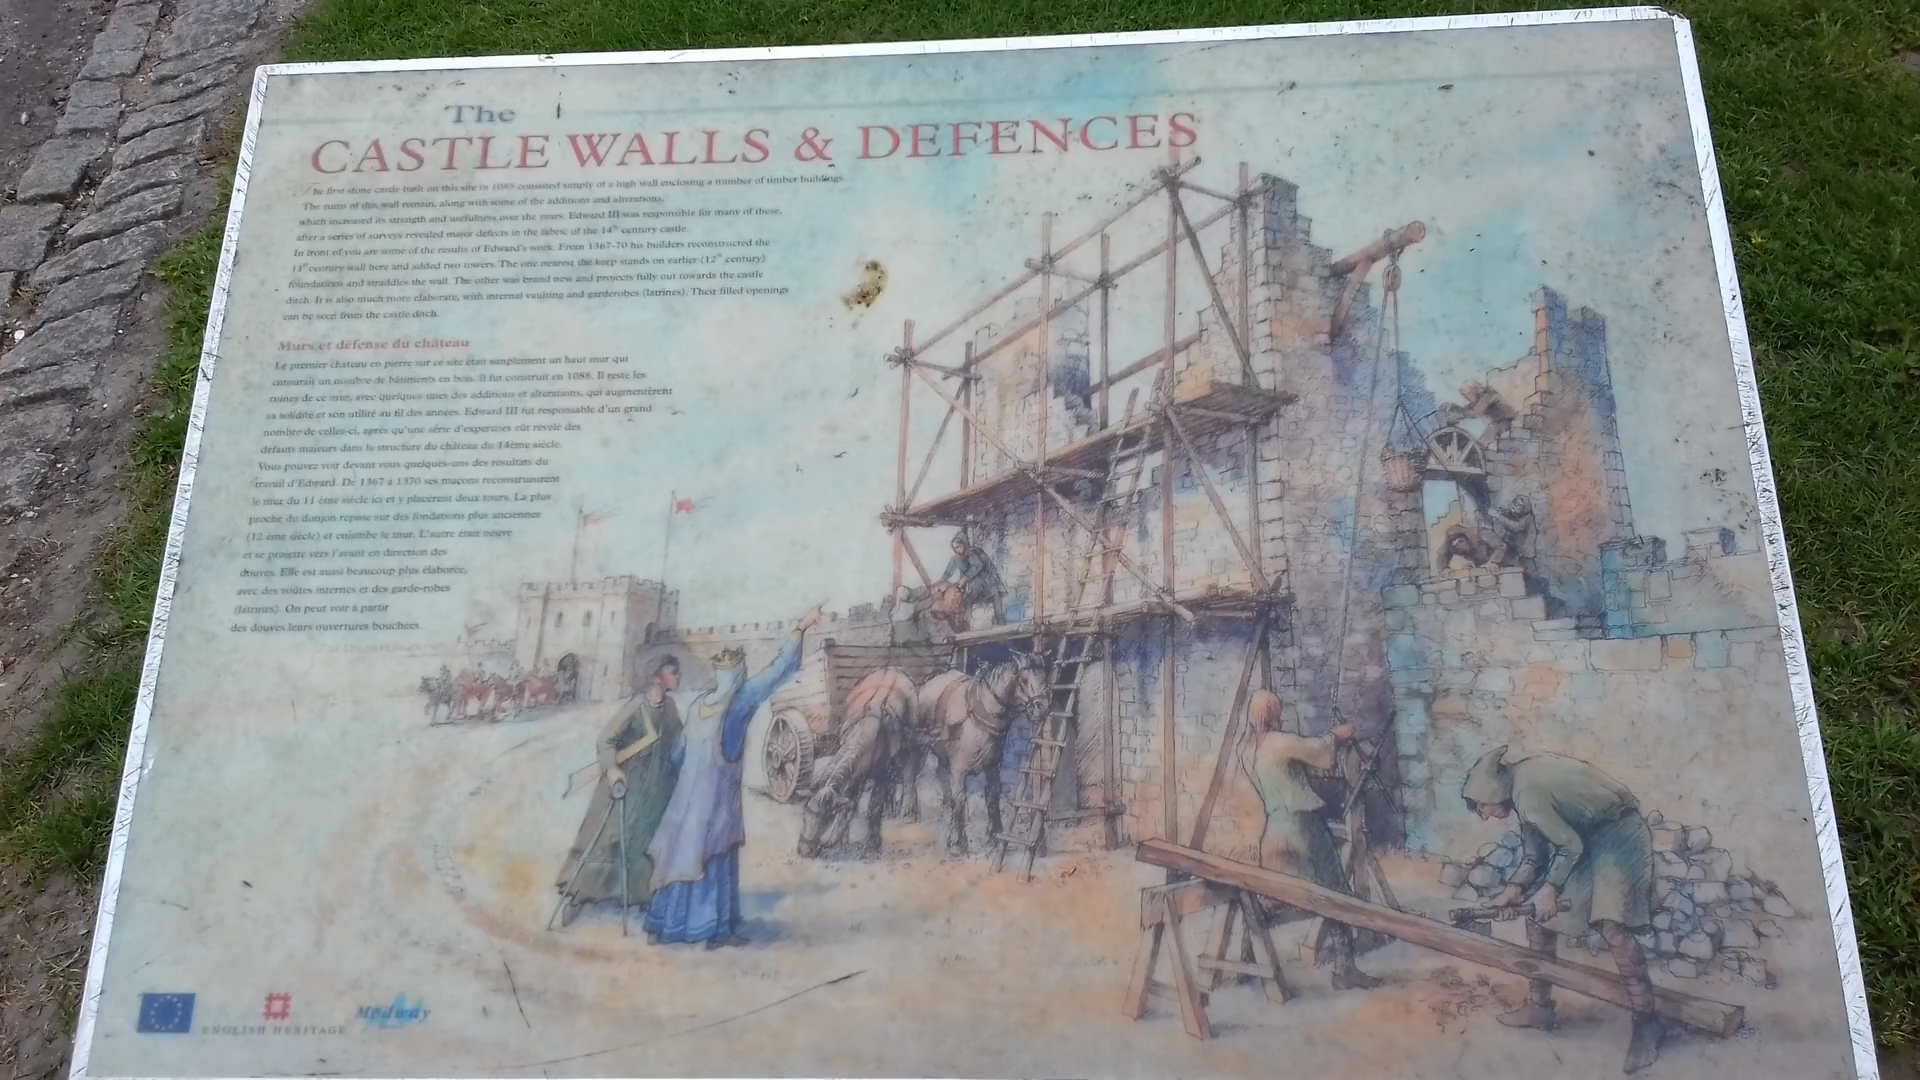 The
CASTLE WALLS & DEFENCES
The first stone castle built on this site in 1088 consisted simply of a high wall enclosing a number of timber buildings.
The ruins of this wall remain, along with some of the additions and alterations,
which increased its strength and usefulness over the years. Edward III was responsible for many of these,
after a series of surveys revealed major defects in the fabric of the 14th century castle.
In front of you are some of the results of Edward's work. From 1367-70 his builders reconstructed the
11th century wall here and added two towers. The one nearest the keep stands on earlier (12th century)
foundations and straddles the wall. The other was brand new and projects fully out towards the castle
ditch. It is also much more elaborate, with internal vaulting and garderobes (latrines). Their filled openings
can be seen from the castle ditch.
Murs et défense du château
Le premier château en pierre sur ce site était simplement un haut mur qui
entourait un nombre de bâtiments en bois. Il fut construit en 1088. Il reste les
ruines de ce mur, avec quelques unes des additions et alterations, qui augmentèrent
sa solidité et son utilité au fil des années. Edward III fut responsable d'un grand
nombre de celles-ci, après qu'une série d'expertises eût révélé des
défauts majeurs dans la structure du château du 14ème siècle.
Vous pouvez voir devant vous quelques-uns des résultats du
travail d'Edward. De 1367 à 1370 ses maçons reconstruisirent
le mur du 11 ème siècle ici et y placèrent deux tours. La plus
proche du donjon repose sur des fondations plus anciennes
(12 ème siècle) et enjambe le mur. L'autre était neuve
et se projette vers l'avant en direction des
douves. Elle est aussi beaucoup plus élaborée,
avec des voûtes internes et des garde-robes
(latrines). On peut voir à partir
des douves leurs ouvertures bouchées.
ENGLISH HERITAGE
Medway